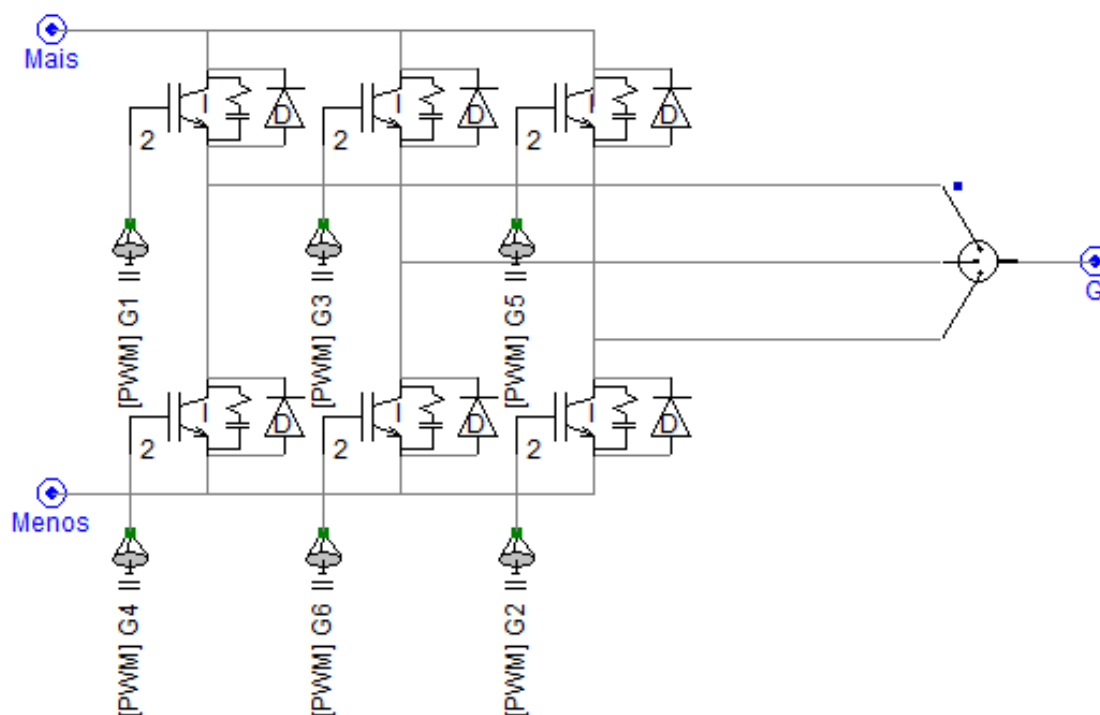 Mais
I D I D I D
2 2 2
[PWM] G1 [PWM] G3 [PWM] G5
G
I D I D I D
2 2 2
Menos
[PWM] G4 [PWM] G6 [PWM] G2